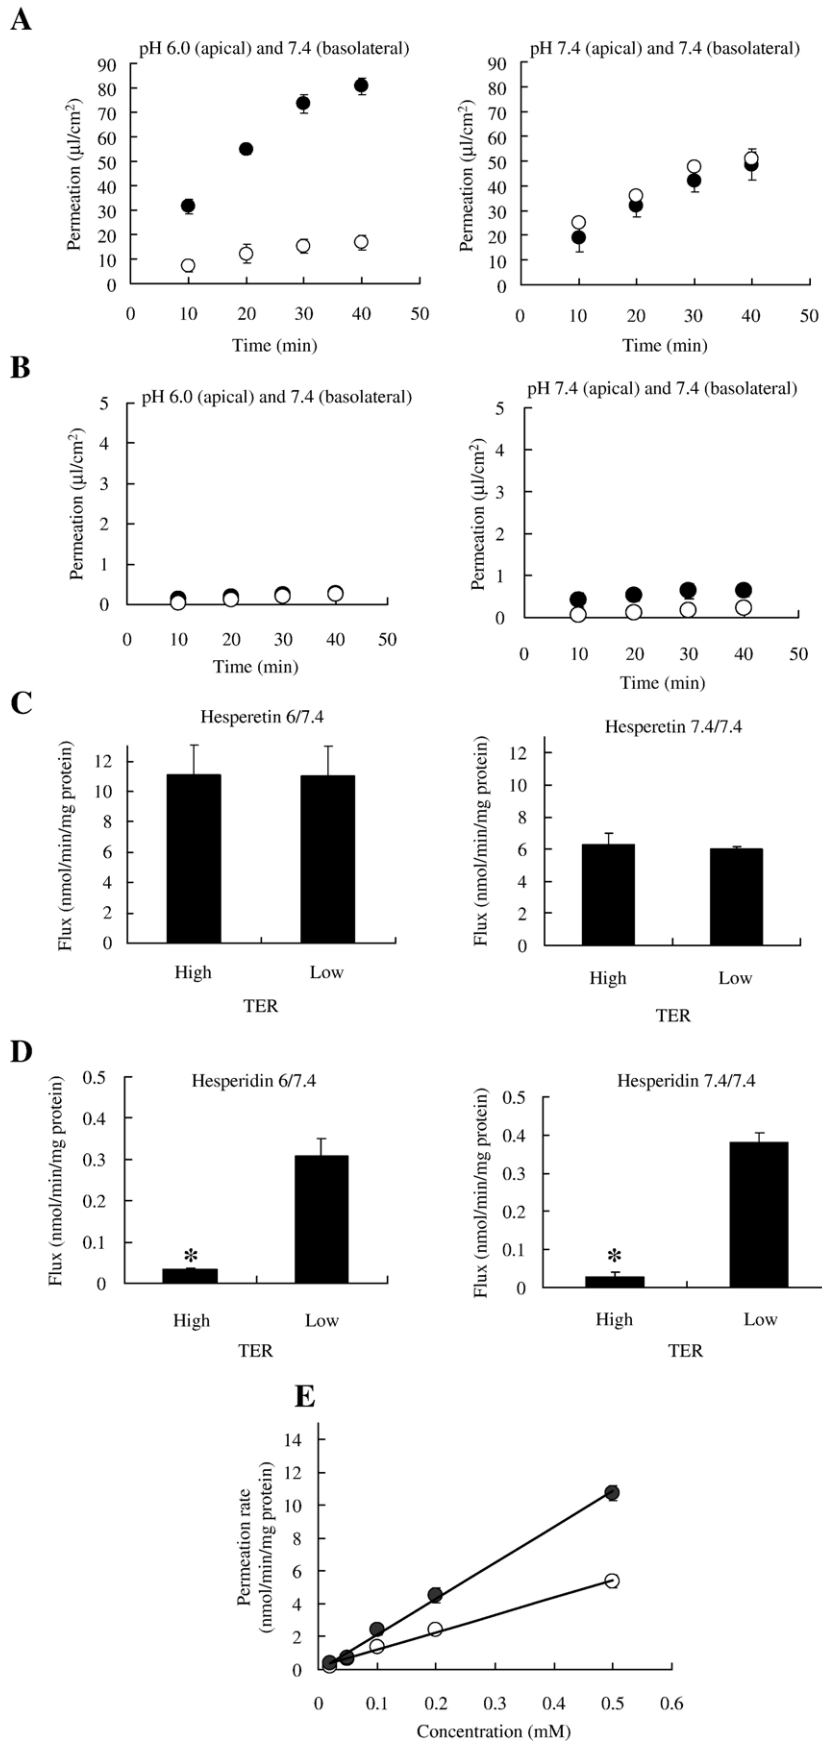 A
pH 6.0 (apical) and 7.4 (basolateral)
90
80
70
60
50
40
30
20
10
0
Permeation (µl/cm²)
0 10 20 30 40 50
Time (min)
pH 7.4 (apical) and 7.4 (basolateral)
90
80
70
60
50
40
30
20
10
0
Permeation (µl/cm²)
0 10 20 30 40 50
Time (min)
B
pH 6.0 (apical) and 7.4 (basolateral)
5
4
3
2
1
0
Permeation (µl/cm²)
0 10 20 30 40 50
Time (min)
pH 7.4 (apical) and 7.4 (basolateral)
5
4
3
2
1
0
Permeation (µl/cm²)
0 10 20 30 40 50
Time (min)
C
Hesperetin 6/7.4
12
10
8
6
4
2
0
Flux (nmol/min/mg protein)
High Low
TER
Hesperetin 7.4/7.4
12
10
8
6
4
2
0
Flux (nmol/min/mg protein)
High Low
TER
D
Hesperidin 6/7.4
0.5
0.4
0.3
0.2
0.1
0
Flux (nmol/min/mg protein)
*
High Low
TER
Hesperidin 7.4/7.4
0.5
0.4
0.3
0.2
0.1
0
Flux (nmol/min/mg protein)
*
High Low
TER
E
14
12
10
8
6
4
2
0
Permeation rate
(nmol/min/mg protein)
0 0.1 0.2 0.3 0.4 0.5 0.6
Concentration (mM)